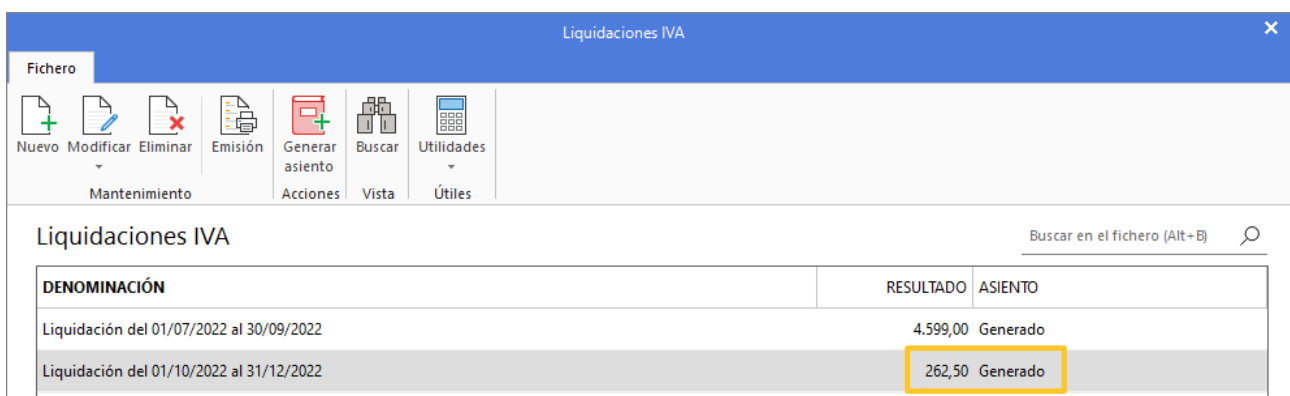 Liquidaciones IVA
Fichero
Nuevo Modificar Eliminar Emisión Generar asiento Buscar Utilidades
Mantenimiento Acciones Vista Útiles
Liquidaciones IVA Buscar en el fichero (Alt+B)
DENOMINACIÓN RESULTADO ASIENTO
Liquidación del 01/07/2022 al 30/09/2022 4.599,00 Generado
Liquidación del 01/10/2022 al 31/12/2022 262,50 Generado